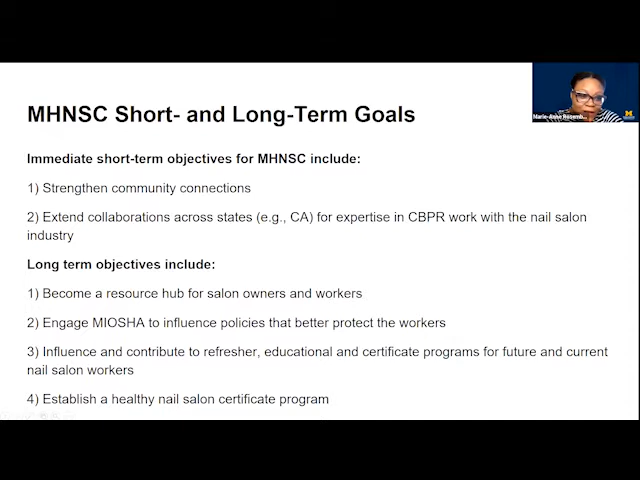 MHNSC Short- and Long-Term Goals
Marie-Anne
Immediate short-term objectives for MHNSC include:
1) Strengthen community connections
2) Extend collaborations across states (e.g., CA) for expertise in CBPR work with the nail salon
industry
Long term objectives include:
1) Become a resource hub for salon owners and workers
2) Engage MIOSHA to influence policies that better protect the workers
3) Influence and contribute to refresher, educational and certificate programs for future and current
nail salon workers
4) Establish a healthy nail salon certificate program